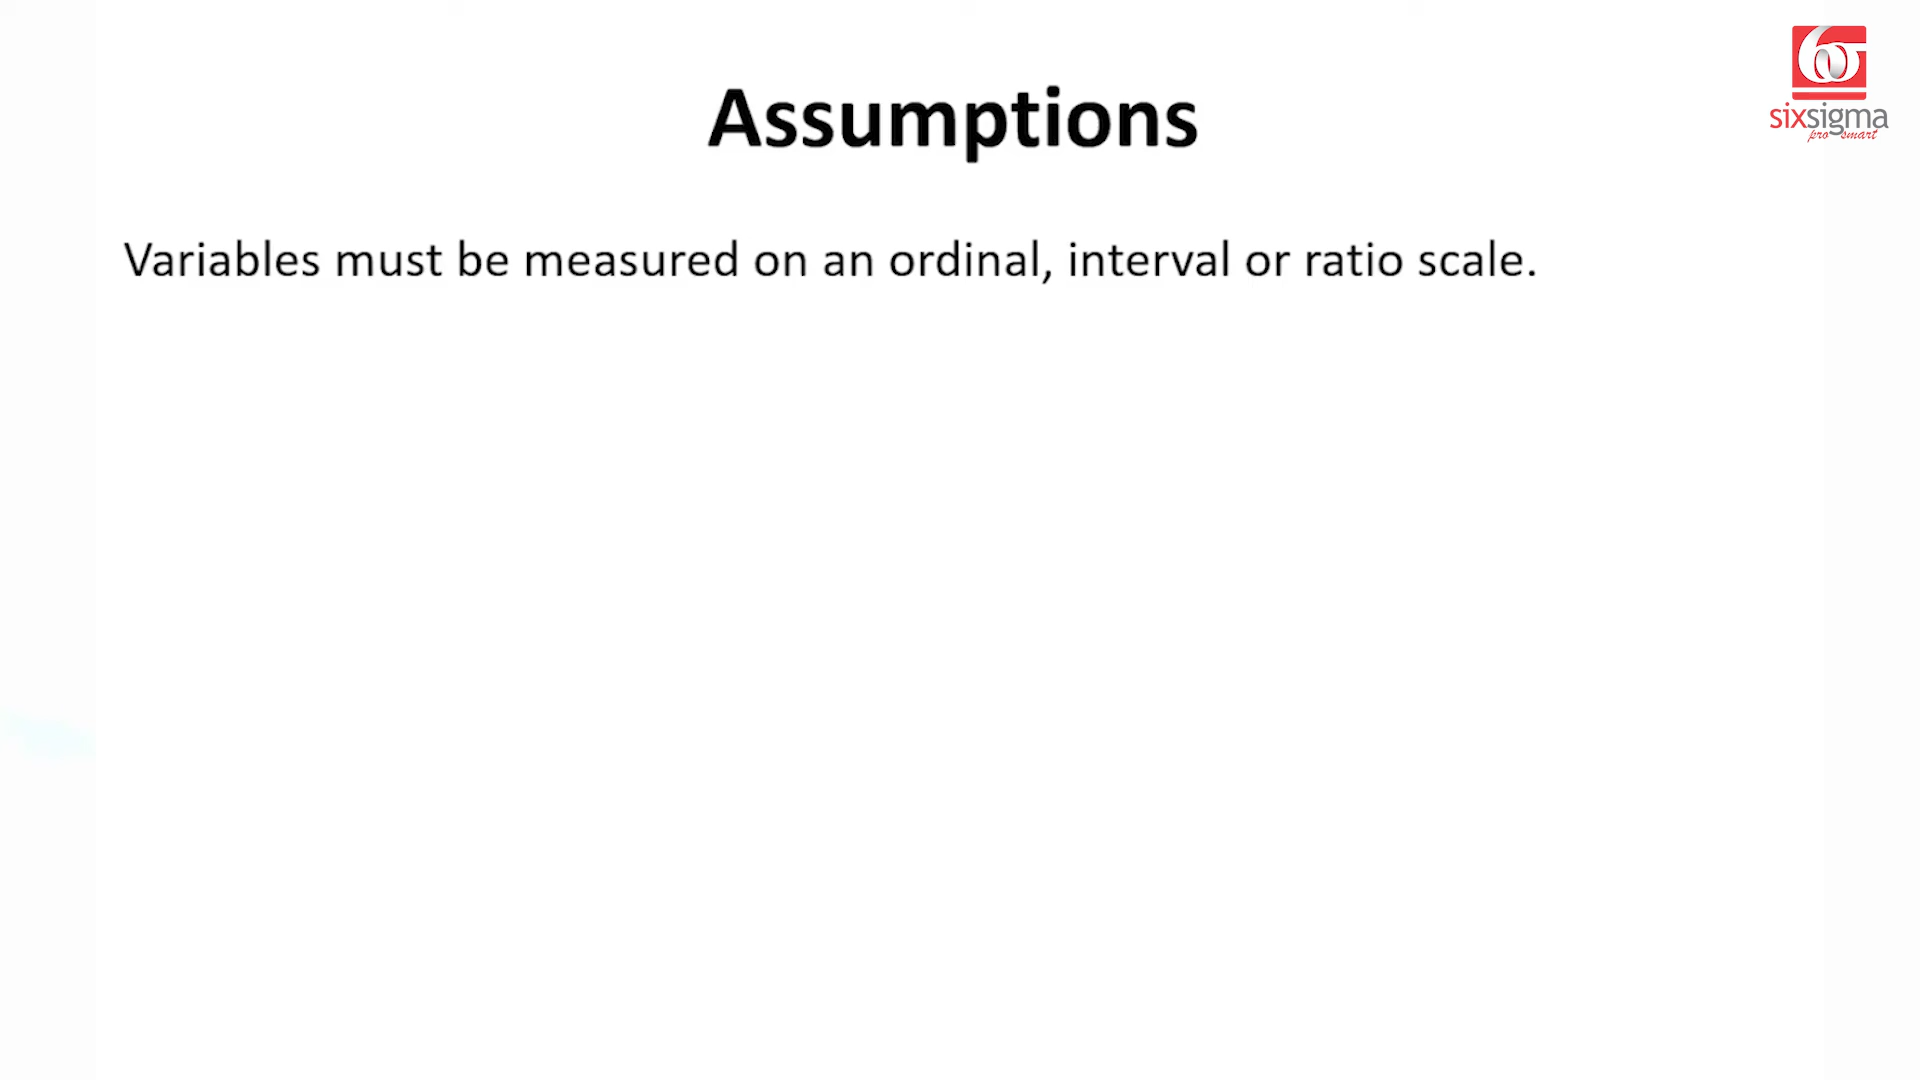 Assumptions
sixsigma
pro smart
Variables must be measured on an ordinal, interval or ratio scale.